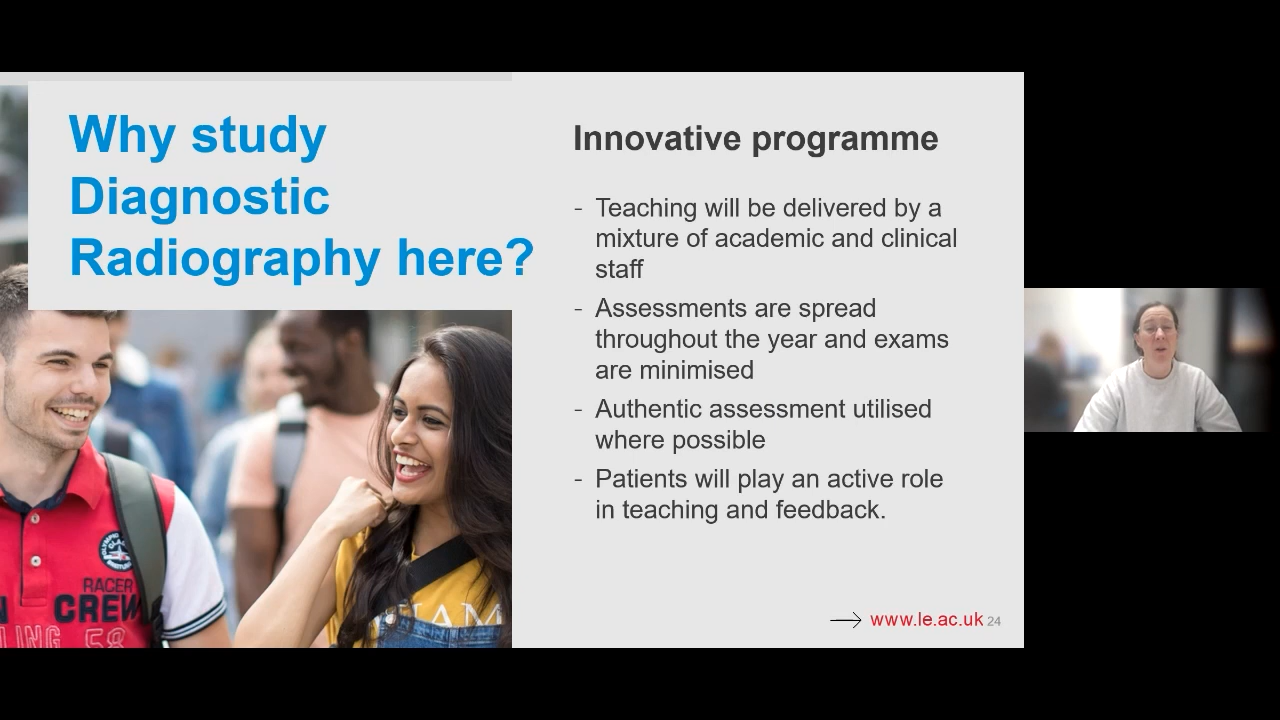 Why study
Diagnostic
Radiography here?
Innovative programme
- Teaching will be delivered by a
mixture of academic and clinical
staff
- Assessments are spread
throughout the year and exams
are minimised
- Authentic assessment utilised
where possible
- Patients will play an active role
in teaching and feedback.
www.le.ac.uk 24
RACER
CREW